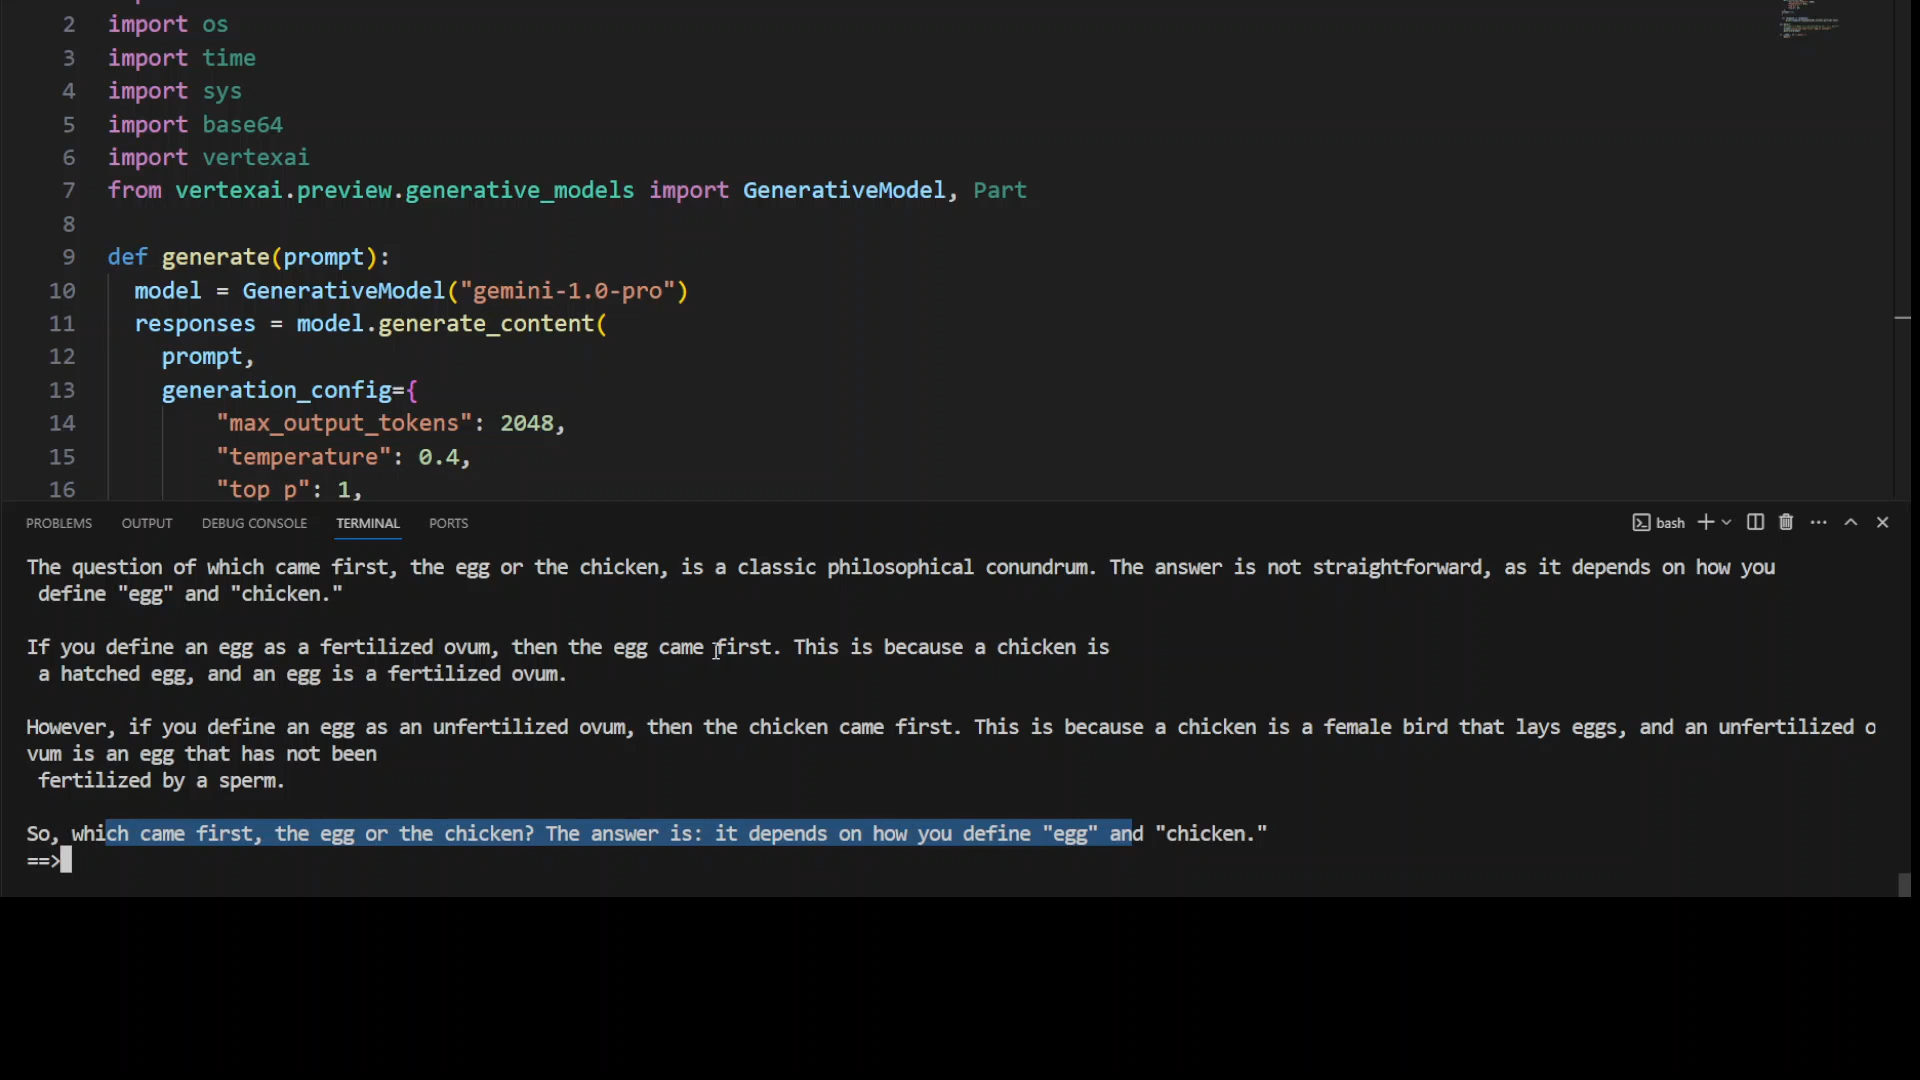 2 import os
3 import time
4 import sys
5 import base64
6 import vertexai
7 from vertexai.preview.generative_models import GenerativeModel, Part
8
9 def generate(prompt):
10 model = GenerativeModel("gemini-1.0-pro")
11 responses = model.generate_content(
12 prompt,
13 generation_config={
14 "max_output_tokens": 2048,
15 "temperature": 0.4,
16 "top_p": 1,
PROBLEMS OUTPUT DEBUG CONSOLE TERMINAL PORTS bash
The question of which came first, the egg or the chicken, is a classic philosophical conundrum. The answer is not straightforward, as it depends on how you
define "egg" and "chicken."
If you define an egg as a fertilized ovum, then the egg came first. This is because a chicken is
a hatched egg, and an egg is a fertilized ovum.
However, if you define an egg as an unfertilized ovum, then the chicken came first. This is because a chicken is a female bird that lays eggs, and an unfertilized o
vum is an egg that has not been
fertilized by a sperm.
So, which came first, the egg or the chicken? The answer is: it depends on how you define "egg" and "chicken."
==>